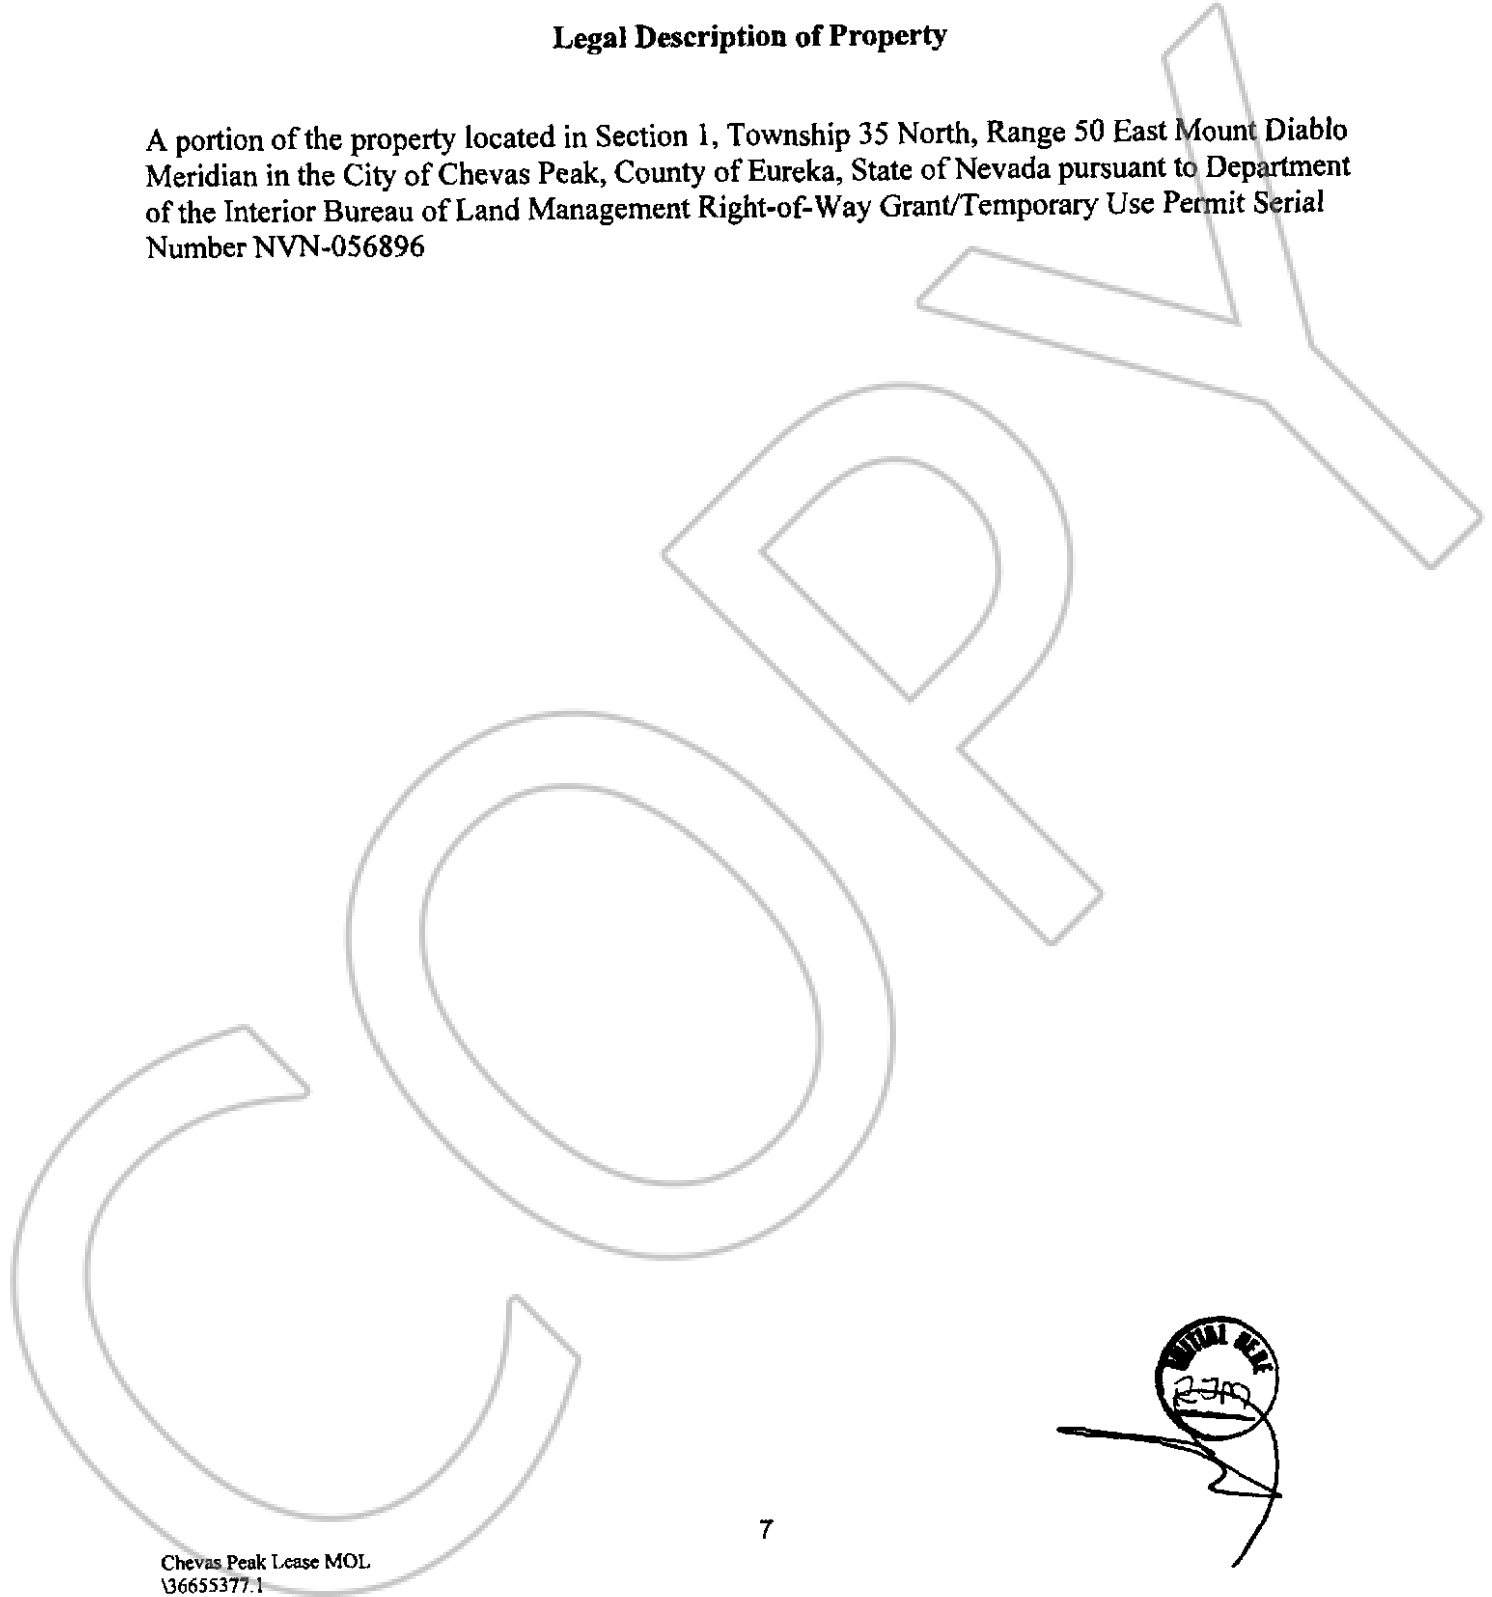 Legal Description of Property
A portion of the property located in Section 1, Township 35 North, Range 50 East Mount Diablo
Meridian in the City of Chevas Peak, County of Eureka, State of Nevada pursuant to Department
of the Interior Bureau of Land Management Right-of-Way Grant/Temporary Use Permit Serial
Number NVN-056896
COPY
INITIAL HERE
RJM
7
Chevas Peak Lease MOL
\36655377.1